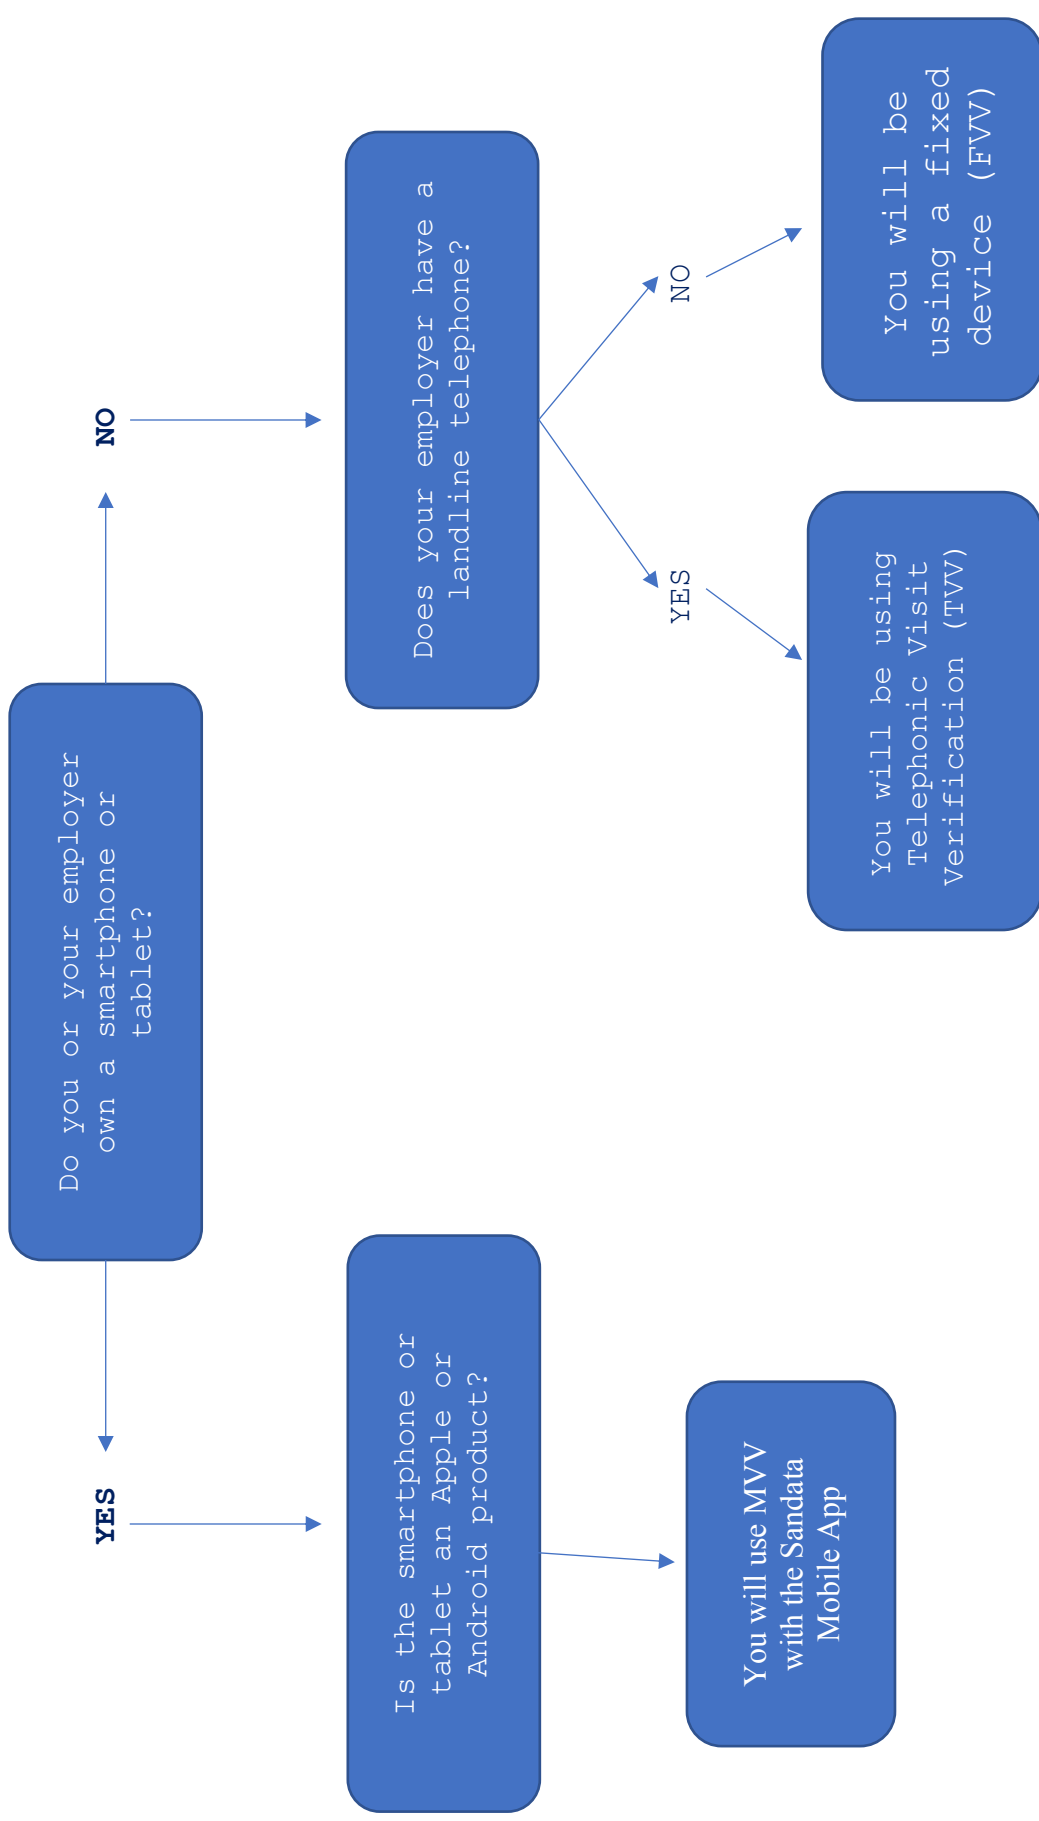 Do you or your employer
own a smartphone or
tablet?
YES
NO
Is the smartphone or
tablet an Apple or
Android product?
Does your employer have a
landline telephone?
You will use MVV
with the Sandata
Mobile App
YES
NO
You will be using
Telephonic Visit
Verification (TVV)
You will be
using a fixed
device (FVV)